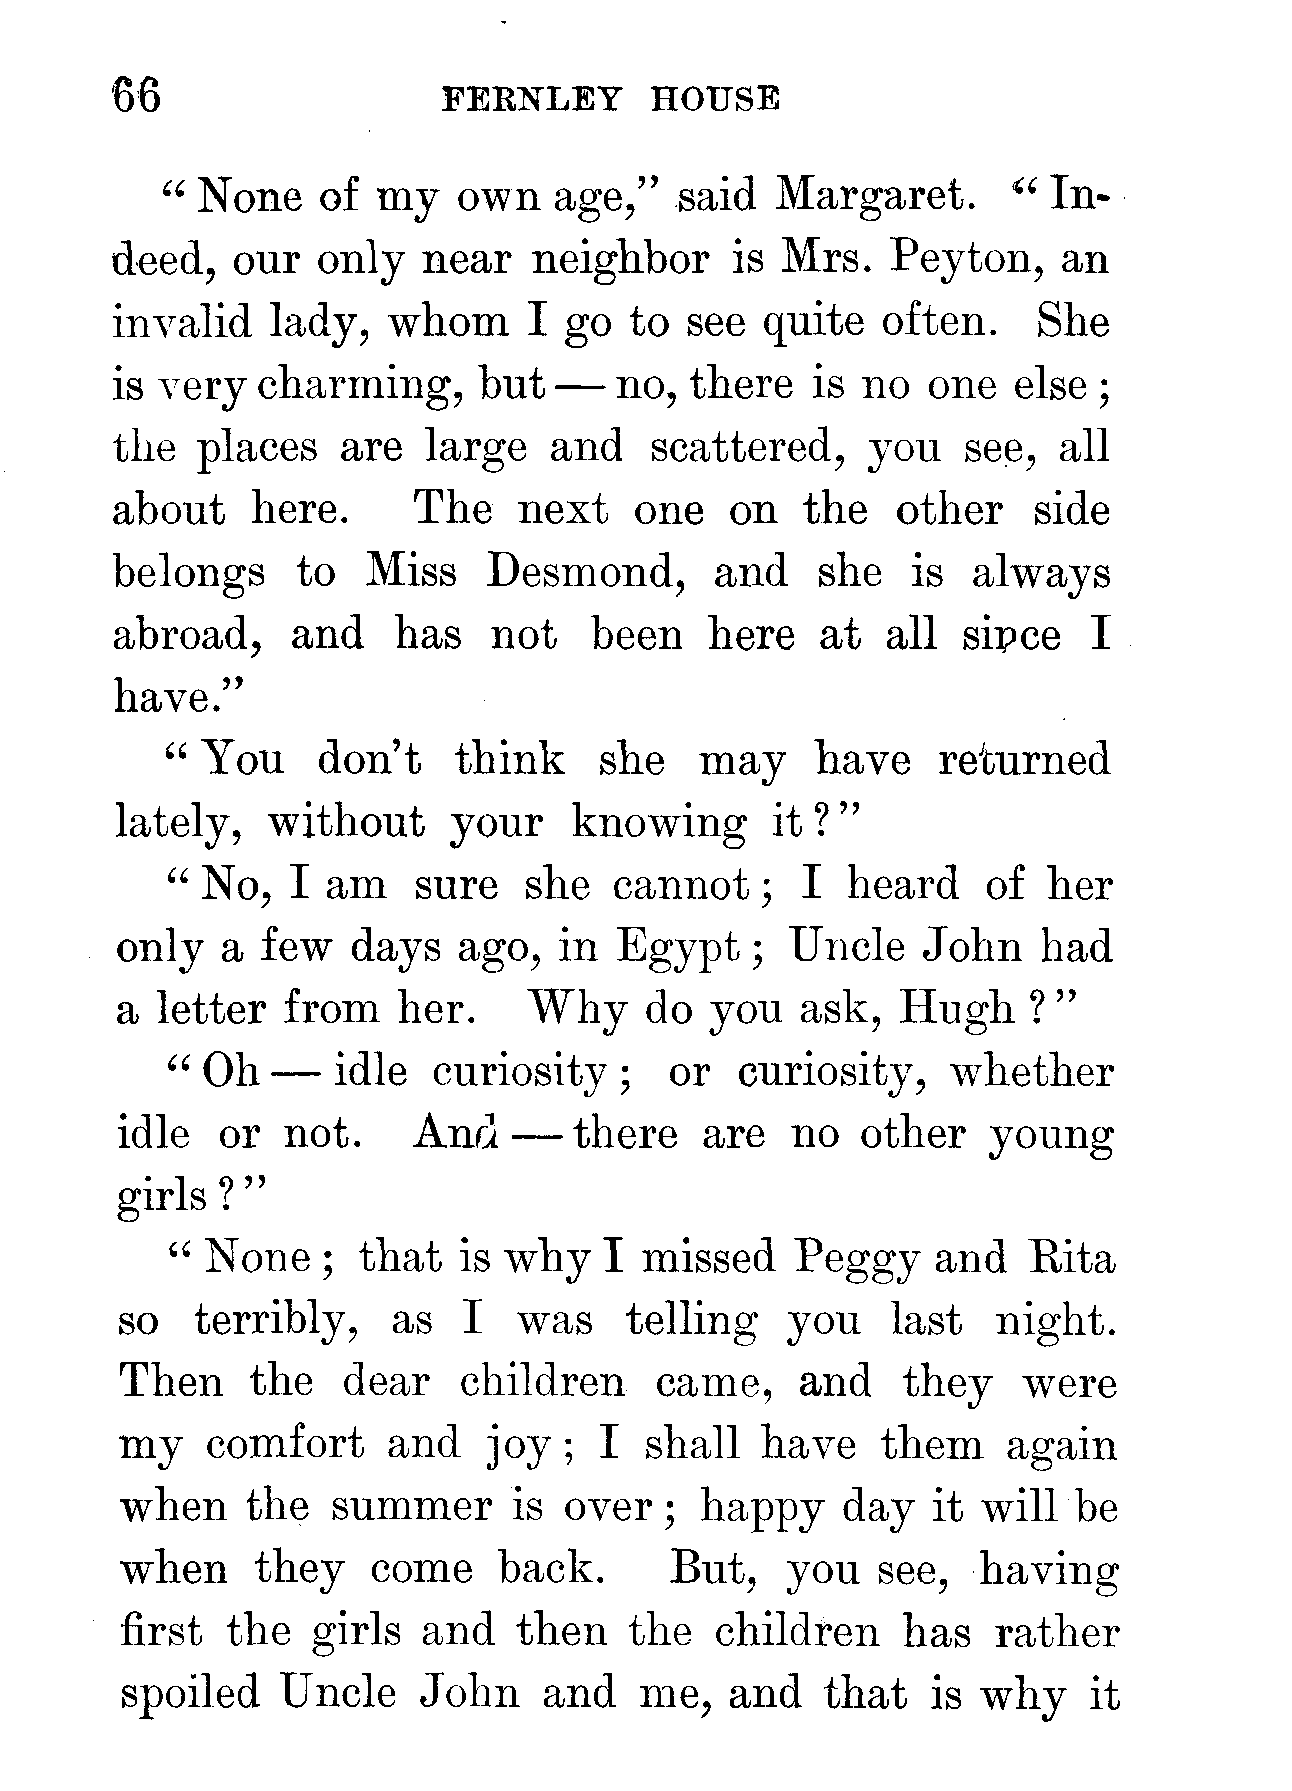 66 FERNLEY HOUSE
“ None of my own age,” said Margaret. “ In-
deed, our only near neighbor is Mrs. Peyton, an
invalid lady, whom I go to see quite often. She
is very charming, but — no, there is no one else ;
the places are large and scattered, you see, all
about here. The next one on the other side
belongs to Miss Desmond, and she is always
abroad, and has not been here at all since I
have.”
“ You don’t think she may have returned
lately, without your knowing it ? ”
“ No, I am sure she cannot ; I heard of her
only a few days ago, in Egypt ; Uncle John had
a letter from her. Why do you ask, Hugh ? ”
“ Oh — idle curiosity ; or curiosity, whether
idle or not. And — there are no other young
girls ? ”
“ None ; that is why I missed Peggy and Rita
so terribly, as I was telling you last night.
Then the dear children came, and they were
my comfort and joy ; I shall have them again
when the summer is over ; happy day it will be
when they come back. But, you see, having
first the girls and then the children has rather
spoiled Uncle John and me, and that is why it